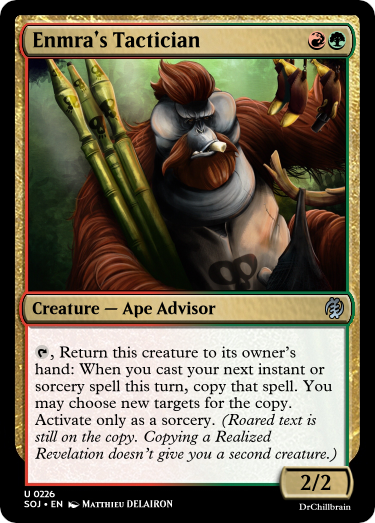 Enmra's Tactician
Creature — Ape Advisor
, Return this creature to its owner's
hand: When you cast your next instant or
sorcery spell this turn, copy that spell. You
may choose new targets for the copy.
Activate only as a sorcery. (Roared text is
still on the copy. Copying a Realized
Revelation doesn't give you a second creature.)
2/2
U 0226
SOJ • EN Matthieu DELAIRON
DrChillbrain